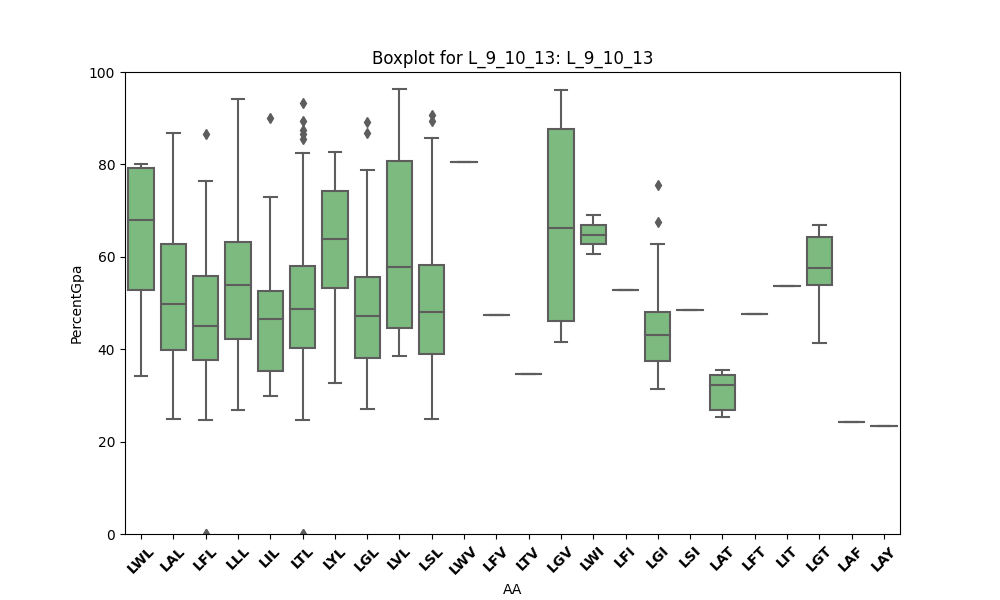 Boxplot for L_9_10_13: L_9_10_13
PercentGpa
100
80
60
40
20
0
LWL LAL LFL LLL LIL LTL LYL LGL LVL LSL LWV LFV LTV LGV LWI LFI LGI LSI LAT LFT LIT LGT LAF LAY
AA